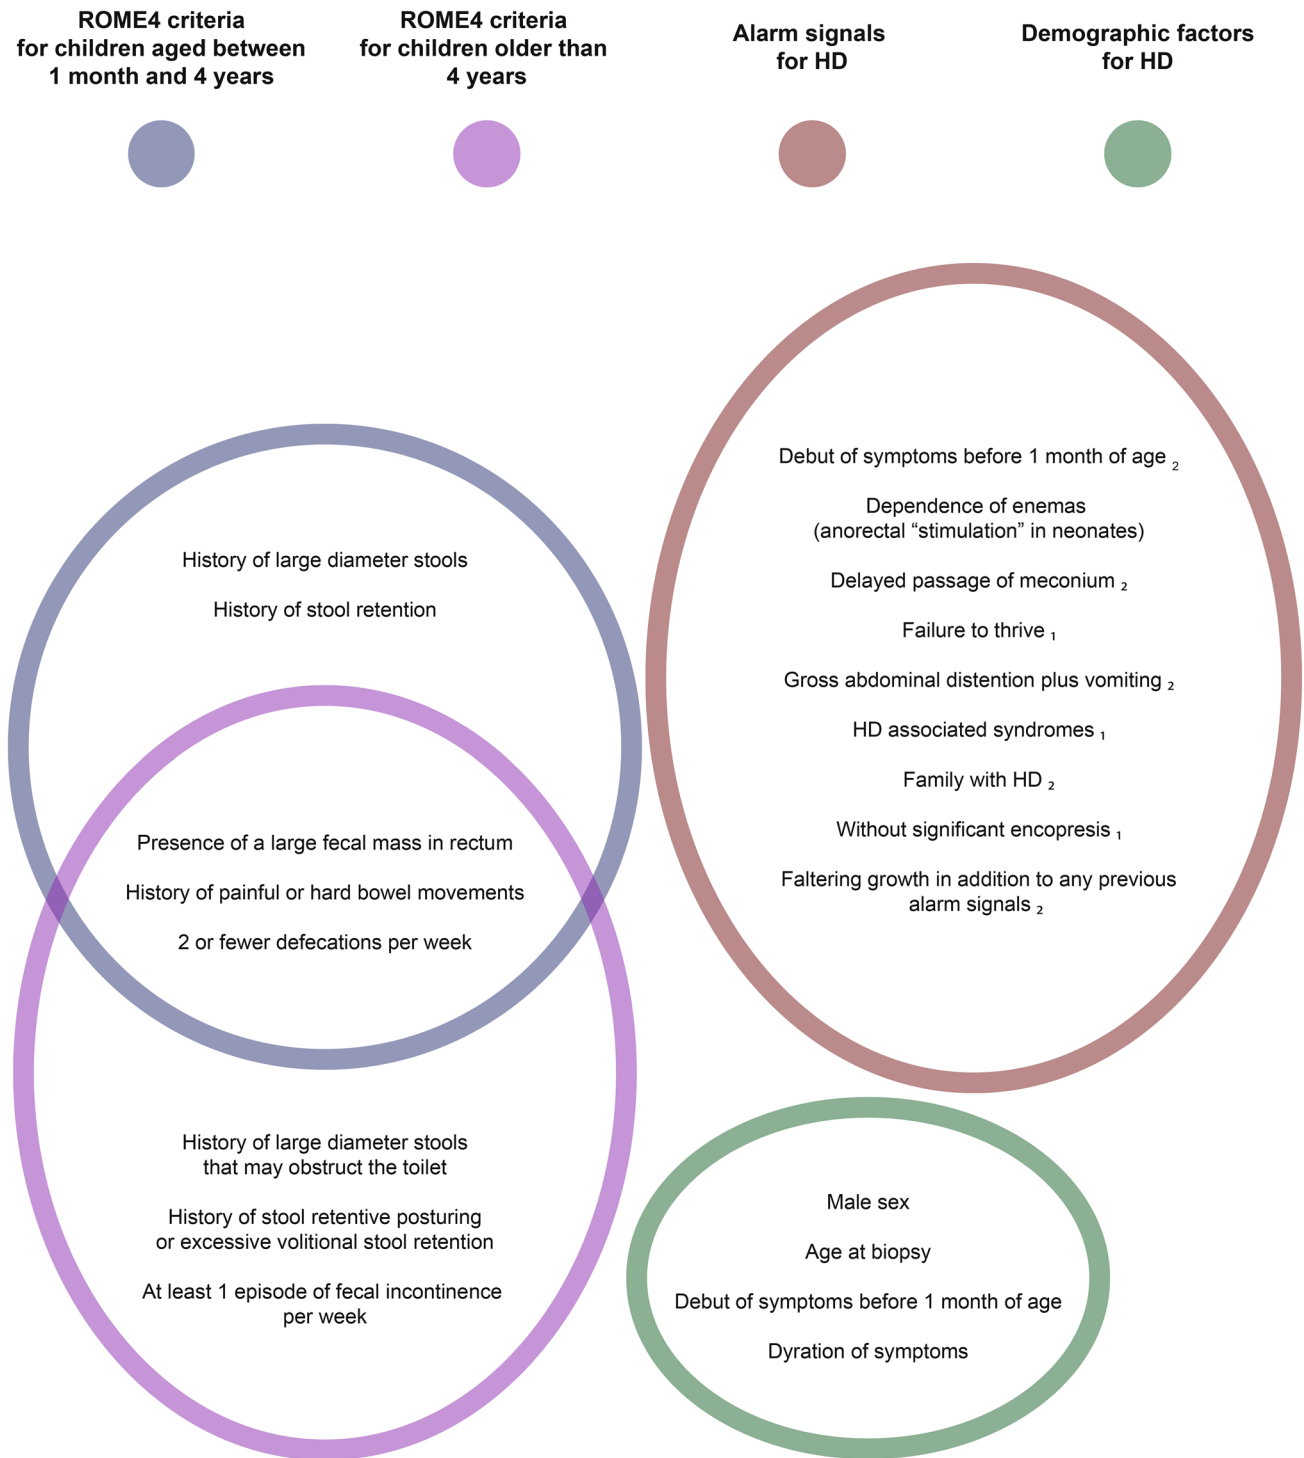 ROME4 criteria
for children aged between
1 month and 4 years
ROME4 criteria
for children older than
4 years
Alarm signals
for HD
Demographic factors
for HD
History of large diameter stools
History of stool retention
Presence of a large fecal mass in rectum
History of painful or hard bowel movements
2 or fewer defecations per week
History of large diameter stools
that may obstruct the toilet
History of stool retentive posturing
or excessive volitional stool retention
At least 1 episode of fecal incontinence
per week
Debut of symptoms before 1 month of age ₂
Dependence of enemas
(anorectal “stimulation” in neonates)
Delayed passage of meconium ₂
Failure to thrive ₁
Gross abdominal distention plus vomiting ₂
HD associated syndromes ₁
Family with HD ₂
Without significant encopresis ₁
Faltering growth in addition to any previous
alarm signals ₂
Male sex
Age at biopsy
Debut of symptoms before 1 month of age
Dyration of symptoms